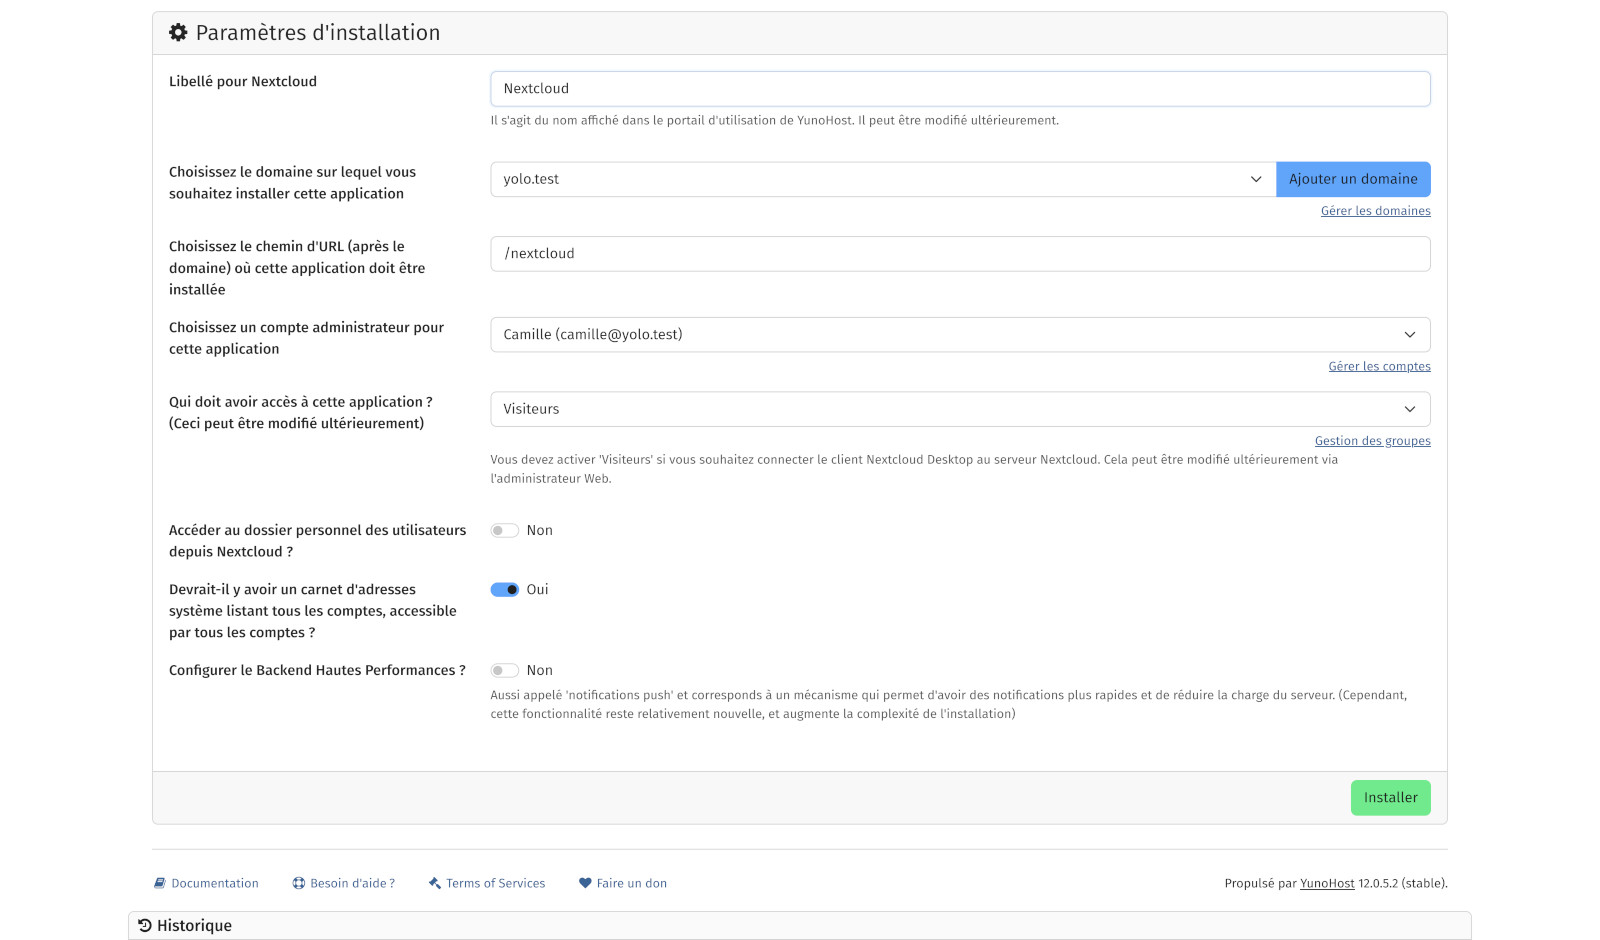 Paramètres d'installation
Libellé pour Nextcloud
Nextcloud
Il s'agit du nom affiché dans le portail d'utilisation de YunoHost. Il peut être modifié ultérieurement.
Choisissez le domaine sur lequel vous
souhaitez installer cette application
yolo.test
Ajouter un domaine
Gérer les domaines
Choisissez le chemin d'URL (après le
domaine) où cette application doit être
installée
/nextcloud
Choisissez un compte administrateur pour
cette application
Camille (camille@yolo.test)
Gérer les comptes
Qui doit avoir accès à cette application ?
(Ceci peut être modifié ultérieurement)
Visiteurs
Gestion des groupes
Vous devez activer 'Visiteurs' si vous souhaitez connecter le client Nextcloud Desktop au serveur Nextcloud. Cela peut être modifié ultérieurement via
l'administrateur Web.
Accéder au dossier personnel des utilisateurs
depuis Nextcloud ?
Non
Devrait-il y avoir un carnet d'adresses
système listant tous les comptes, accessible
par tous les comptes ?
Oui
Configurer le Backend Hautes Performances ?
Non
Aussi appelé 'notifications push' et corresponds à un mécanisme qui permet d'avoir des notifications plus rapides et de réduire la charge du serveur. (Cependant,
cette fonctionnalité reste relativement nouvelle, et augmente la complexité de l'installation)
Installer
Documentation
Besoin d'aide ?
Terms of Services
Faire un don
Propulsé par YunoHost 12.0.5.2 (stable).
Historique